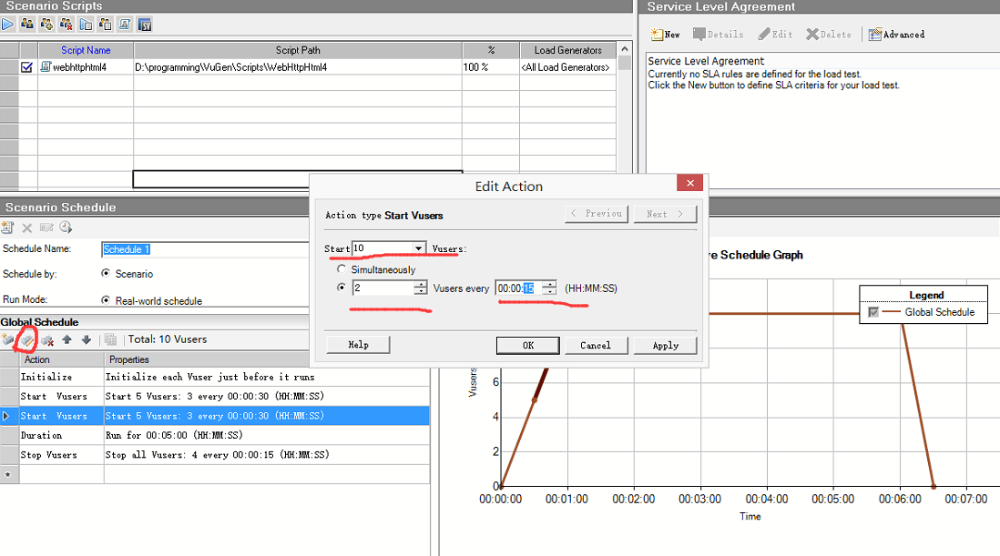 Scenario Scripts
Script Name Script Path % Load Generators
webhttphtml4 D:\programming\VuGen\Scripts\WebHttpHtml4 100 % <All Load Generators>
Service Level Agreement
New Details Edit Delete Advanced
Service Level Agreement
Currently no SLA rules are defined for the load test.
Click the New button to define SLA criteria for your load test.
Scenario Schedule
Schedule Name: Schedule 1
Schedule by: Scenario
Run Mode: Real-world schedule
Global Schedule
Total: 10 Vusers
Action Properties
Initialize Initialize each Vuser just before it runs
Start Vusers Start 5 Vusers: 3 every 00:00:30 (HH:MM:SS)
Start Vusers Start 5 Vusers: 3 every 00:00:30 (HH:MM:SS)
Duration Run for 00:05:00 (HH:MM:SS)
Stop Vusers Stop all Vusers: 4 every 00:00:15 (HH:MM:SS)
*
Edit Action
Action type Start Vusers
< Previou Next >
Start 10 Vusers:
Simultaneously
2 Vusers every 00:00:15 (HH:MM:SS)
Help OK Cancel Apply
ve Schedule Graph
Legend
Global Schedule
Vusers
6
4
2
0
00:00:00 00:01:00 00:02:00 00:03:00 00:04:00 00:05:00 00:06:00 00:07:00
Time